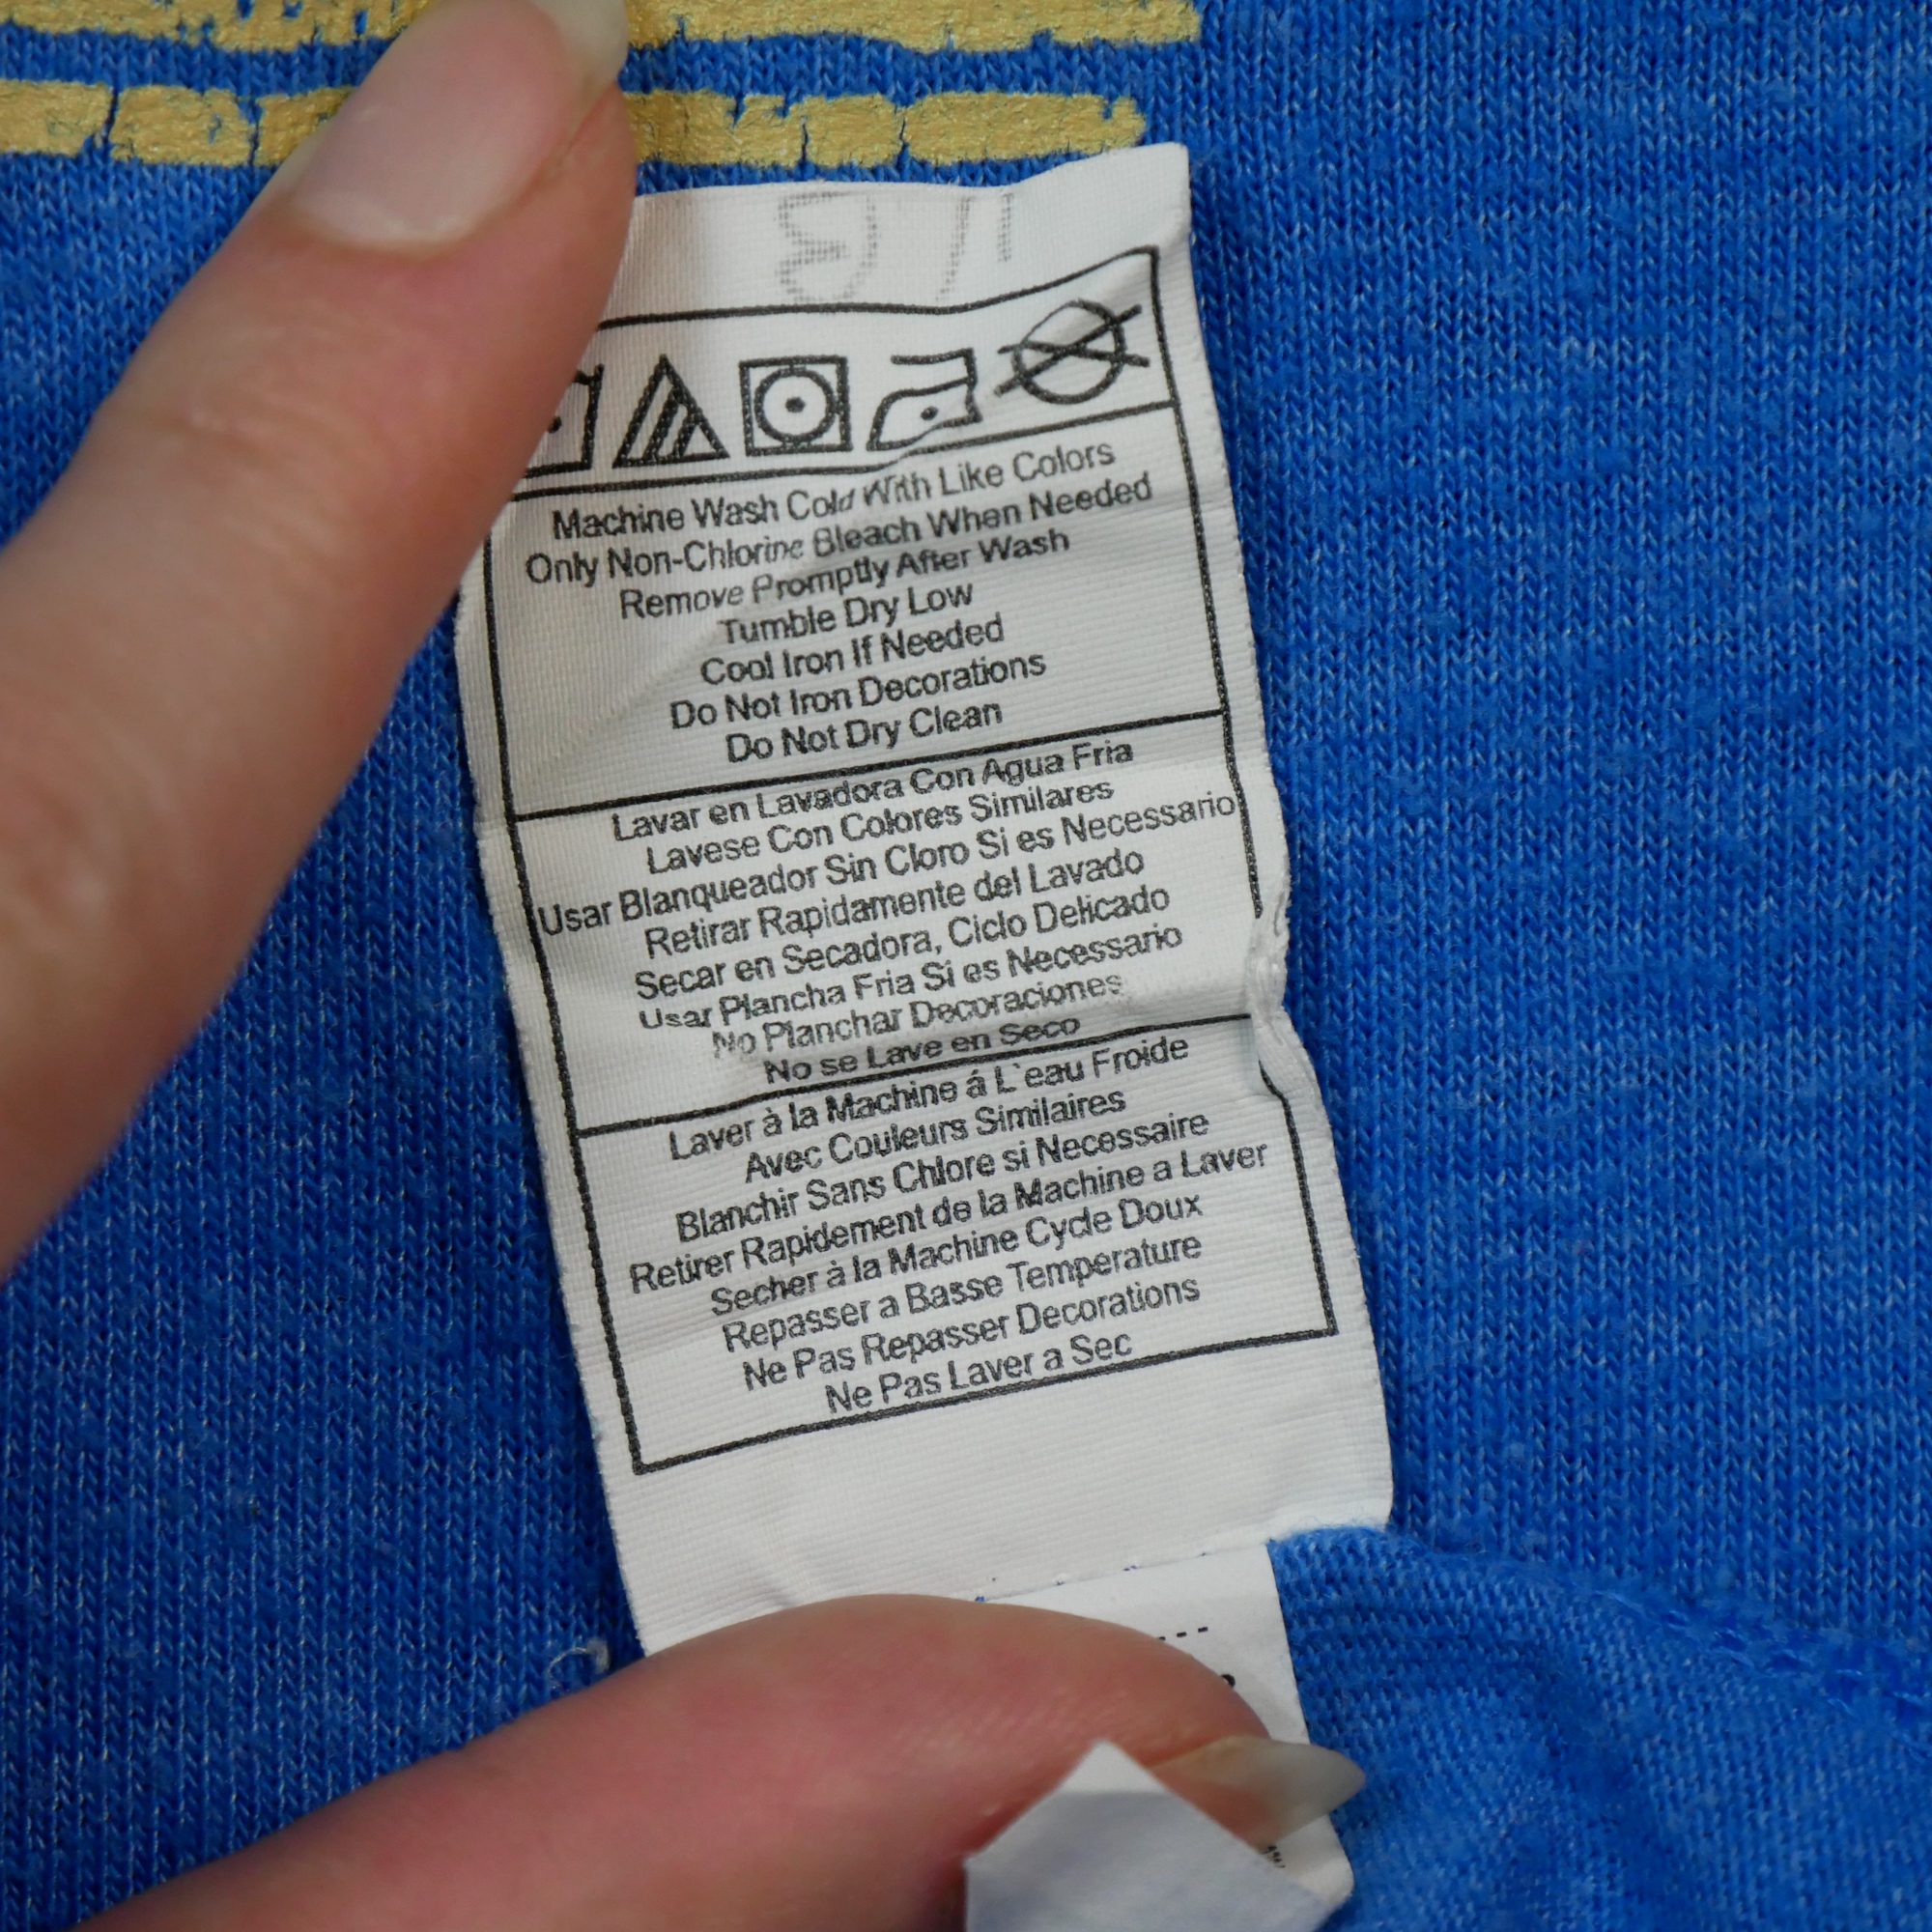 Machine Wash Cold With Like Colors
Only Non-Chlorine Bleach When Needed
Remove Promptly After Wash
Tumble Dry Low
Cool Iron If Needed
Do Not Iron Decorations
Do Not Dry Clean
Lavar en Lavadora Con Agua Fria
Lavese Con Colores Similares
Usar Blanqueador Sin Cloro Si es Necessario
Retirar Rapidamente del Lavado
Secar en Secadora, Ciclo Delicado
Usar Plancha Fria Si es Necessario
No Planchar Decoraciones
No se Lave en Seco
Laver à la Machine á L`eau Froide
Avec Couleurs Similaires
Blanchir Sans Chlore si Necessaire
Retirer Rapidement de la Machine a Laver
Secher à la Machine Cycle Doux
Repasser a Basse Temperature
Ne Pas Repasser Decorations
Ne Pas Laver a Sec